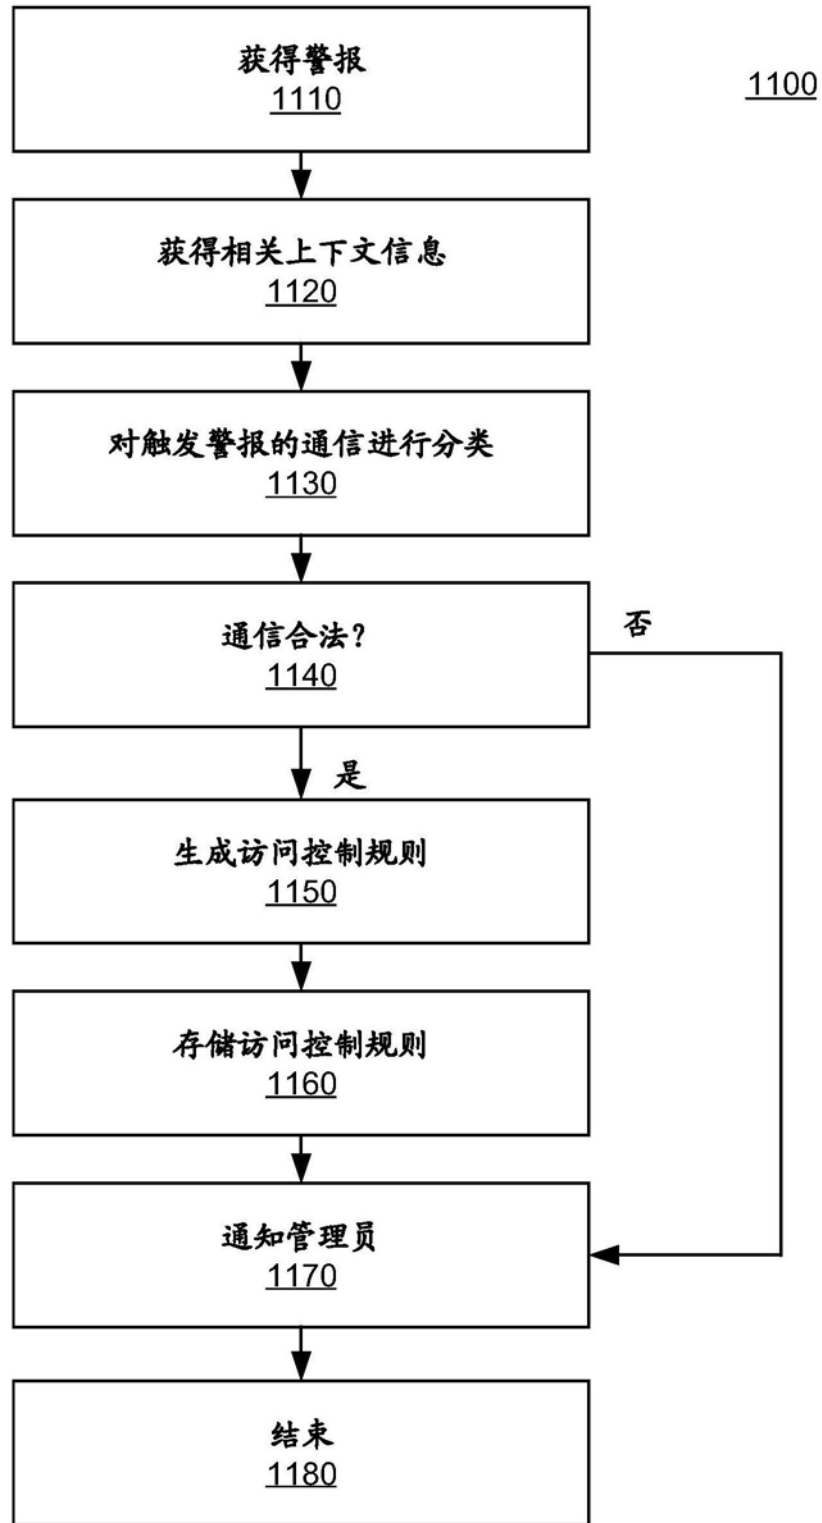 获得警报
1110
1100
获得相关上下文信息
1120
对触发警报的通信进行分类
1130
通信合法?
1140
否
是
生成访问控制规则
1150
存储访问控制规则
1160
通知管理员
1170
结束
1180